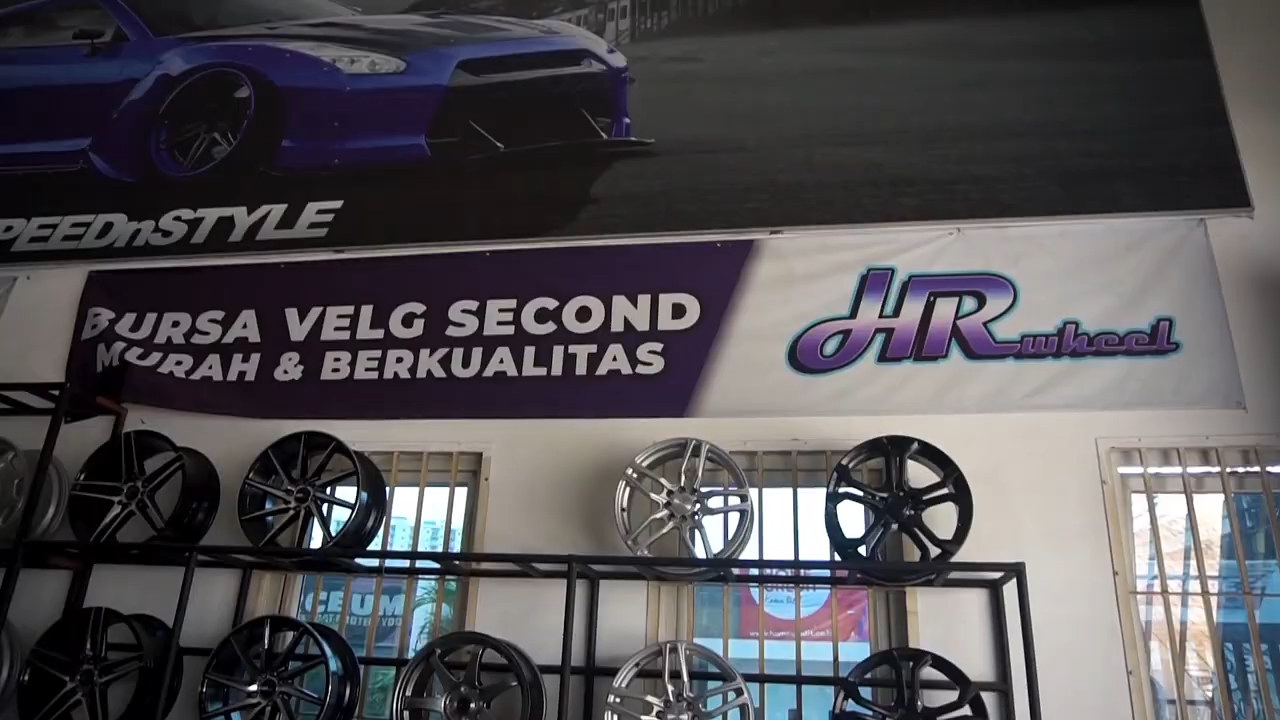 PEEDnSTYLE
BURSA VELG SECOND
MURAH & BERKUALITAS
HR wheel